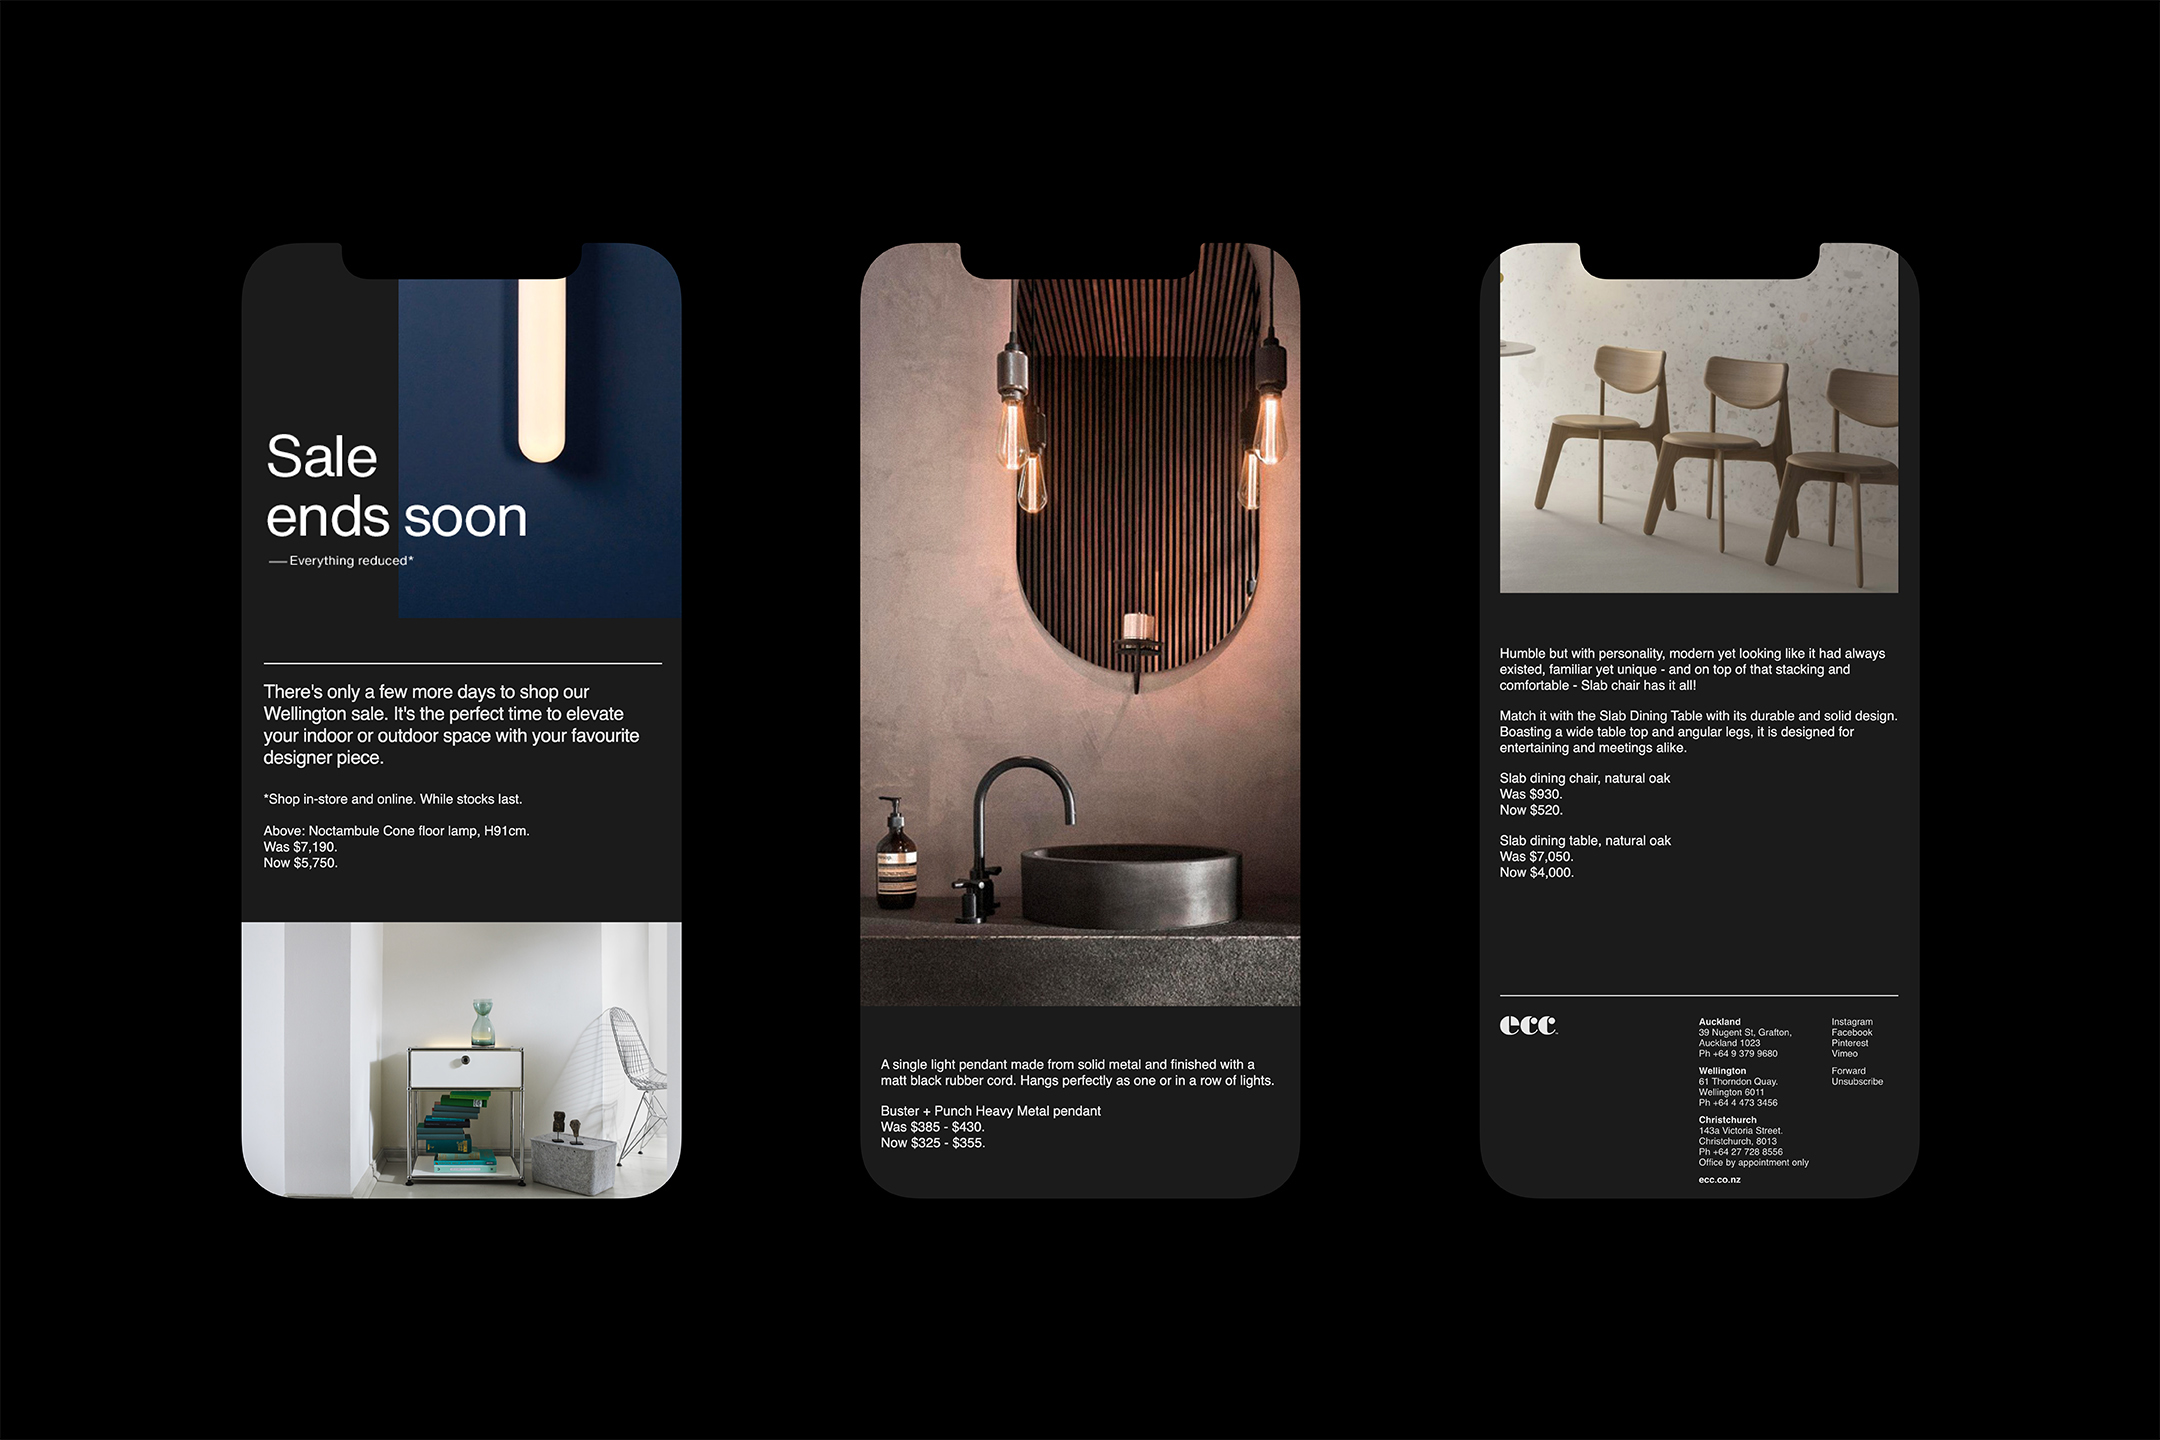 Sale
ends soon
—Everything reduced*
There's only a few more days to shop our
Wellington sale. It's the perfect time to elevate
your indoor or outdoor space with your favourite
designer piece.
*Shop in-store and online. While stocks last.
Above: Noctambule Cone floor lamp, H91cm.
Was $7,190.
Now $5,750.
A single light pendant made from solid metal and finished with a
matt black rubber cord. Hangs perfectly as one or in a row of lights.
Buster + Punch Heavy Metal pendant
Was $385 - $430.
Now $325 - $355.
Humble but with personality, modern yet looking like it had always
existed, familiar yet unique - and on top of that stacking and
comfortable - Slab chair has it all!
Match it with the Slab Dining Table with its durable and solid design.
Boasting a wide table top and angular legs, it is designed for
entertaining and meetings alike.
Slab dining chair, natural oak
Was $930.
Now $520.
Slab dining table, natural oak
Was $7,050.
Now $4,000.
ecc
Auckland
39 Nugent St, Grafton,
Auckland 1023
Ph +64 9 379 9680
Wellington
61 Thorndon Quay.
Wellington 6011
Ph +64 4 473 3456
Christchurch
143a Victoria Street.
Christchurch, 8013
Ph +64 27 728 8556
Office by appointment only
ecc.co.nz
Instagram
Facebook
Pinterest
Vimeo
Forward
Unsubscribe